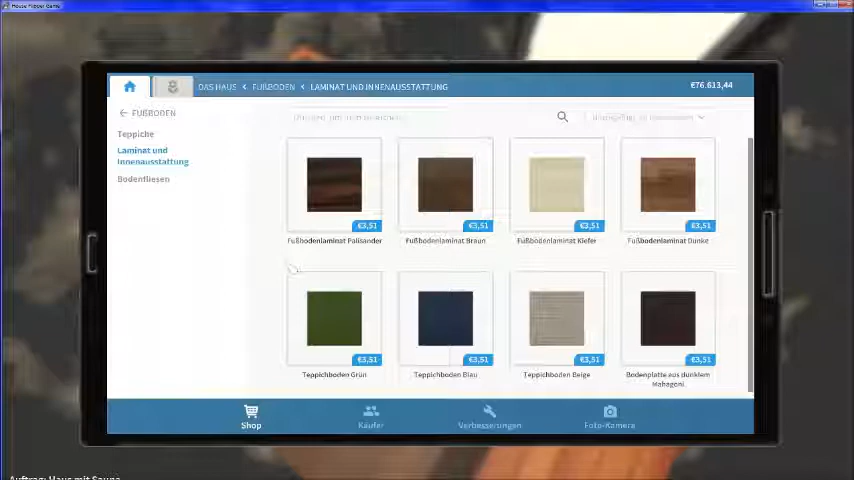 House Flipper Game
DAS HAUS < FUẞBODEN < LAMINAT UND INNENAUSSTATTUNG
€76.613,44
← FUẞBODEN
Teppiche
Laminat und
Innenausstattung
Bodenfliesen
€3,51
€3,51
€3,51
€3,51
Fußbodenlaminat Palisander
Fußbodenlaminat Braun
Fußbodenlaminat Kiefer
Fußbodenlaminat Dunke
€3,51
€3,51
€3,51
€3,51
Teppichboden Grün
Teppichboden Blau
Teppichboden Beige
Bodenplatte aus dunklem
Mahagoni
Shop
Käufer
Verbesserungen
Foto-Kamera
Auftrag: Haus mit Sauna